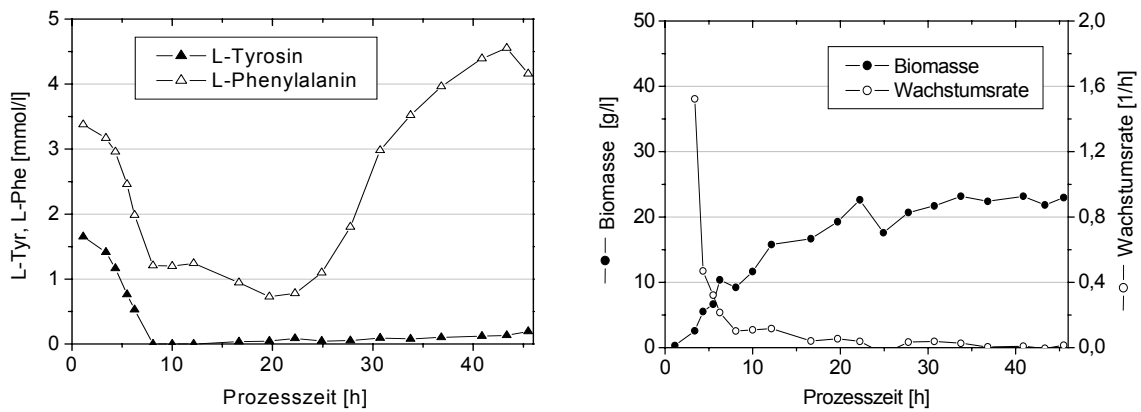 5
4
3
2
1
0
L-Tyr, L-Phe [mmol/l]
L-Tyrosin
L-Phenylalanin
0 10 20 30 40
Prozesszeit [h]
50
40
30
20
10
0
Biomasse [g/l]
Biomasse
Wachstumsrate
2,0
1,6
1,2
0,8
0,4
0,0
Wachstumsrate [1/h]
0 10 20 30 40
Prozesszeit [h]